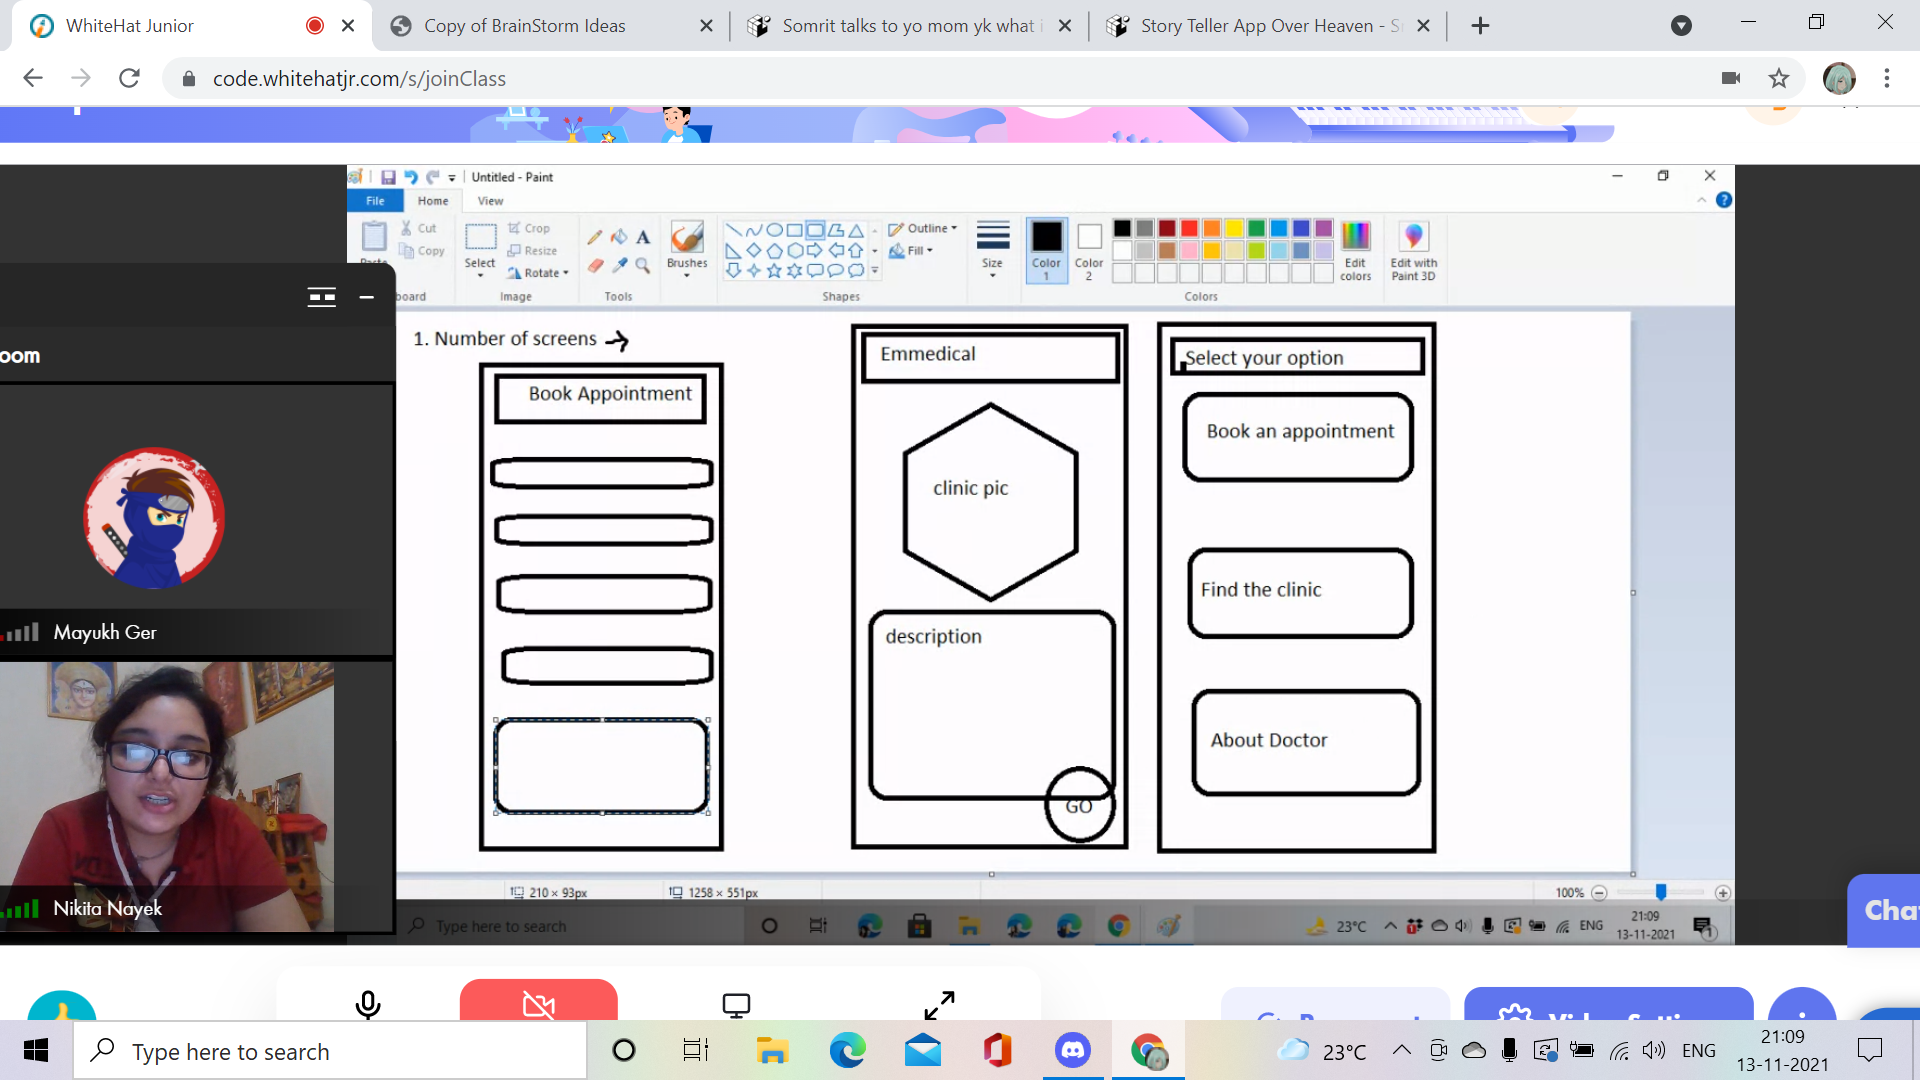 WhiteHat Junior
Copy of BrainStorm Ideas
Somrit talks to yo mom yk what i
Story Teller App Over Heaven - S
code.whitehatjr.com/s/joinClass
Untitled - Paint
File
Home
View
Paste
Cut
Copy
board
Select
Crop
Resize
Rotate
Image
A
Tools
Brushes
Shapes
Outline
Fill
Size
Color
1
Color
2
Edit
colors
Colors
Edit with
Paint 3D
oom
Mayukh Ger
Nikita Nayek
1. Number of screens
Book Appointment
Emmedical
clinic pic
description
GO
Select your option
Book an appointment
Find the clinic
About Doctor
210 × 93px
1258 × 551px
100%
Type here to search
23°C
ENG
21:09
13-11-2021
1
Cha
Type here to search
23°C
ENG
21:09
13-11-2021